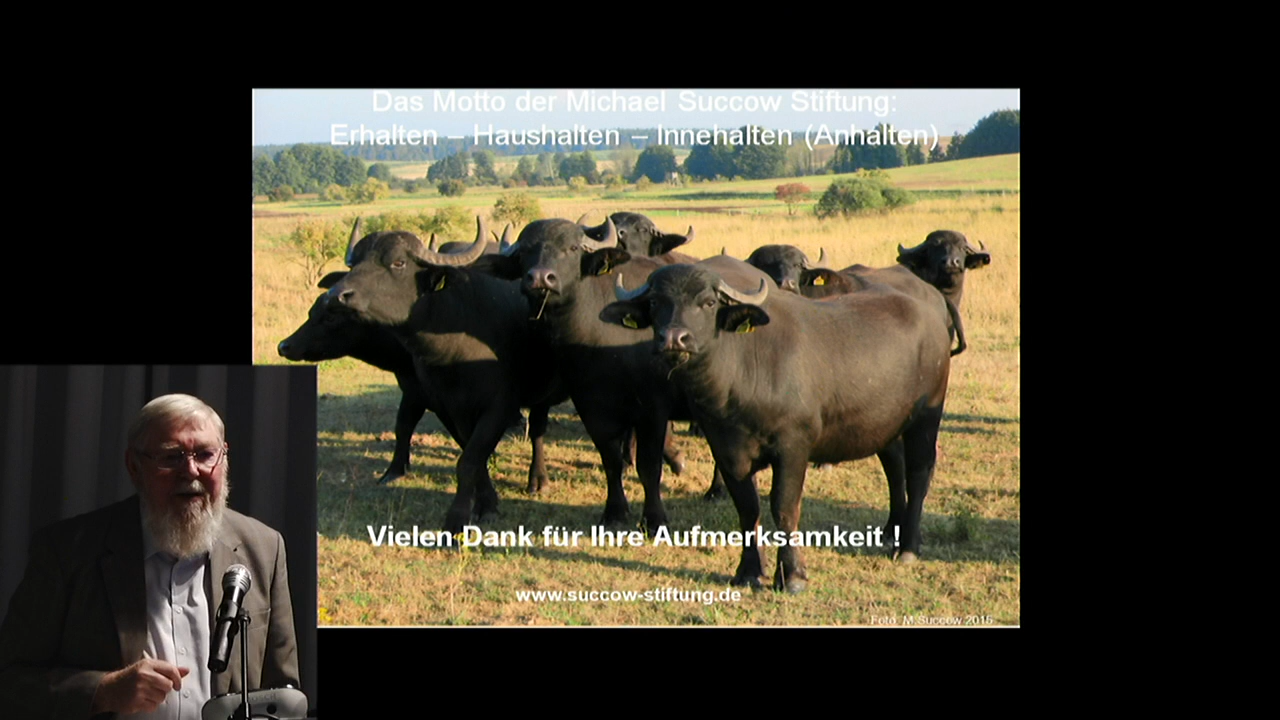 Das Motto der Michael Succow Stiftung:
Erhalten – Haushalten – Innehalten (Anhalten)
Vielen Dank für Ihre Aufmerksamkeit !
www.succow-stiftung.de
Foto M.Succow 2015